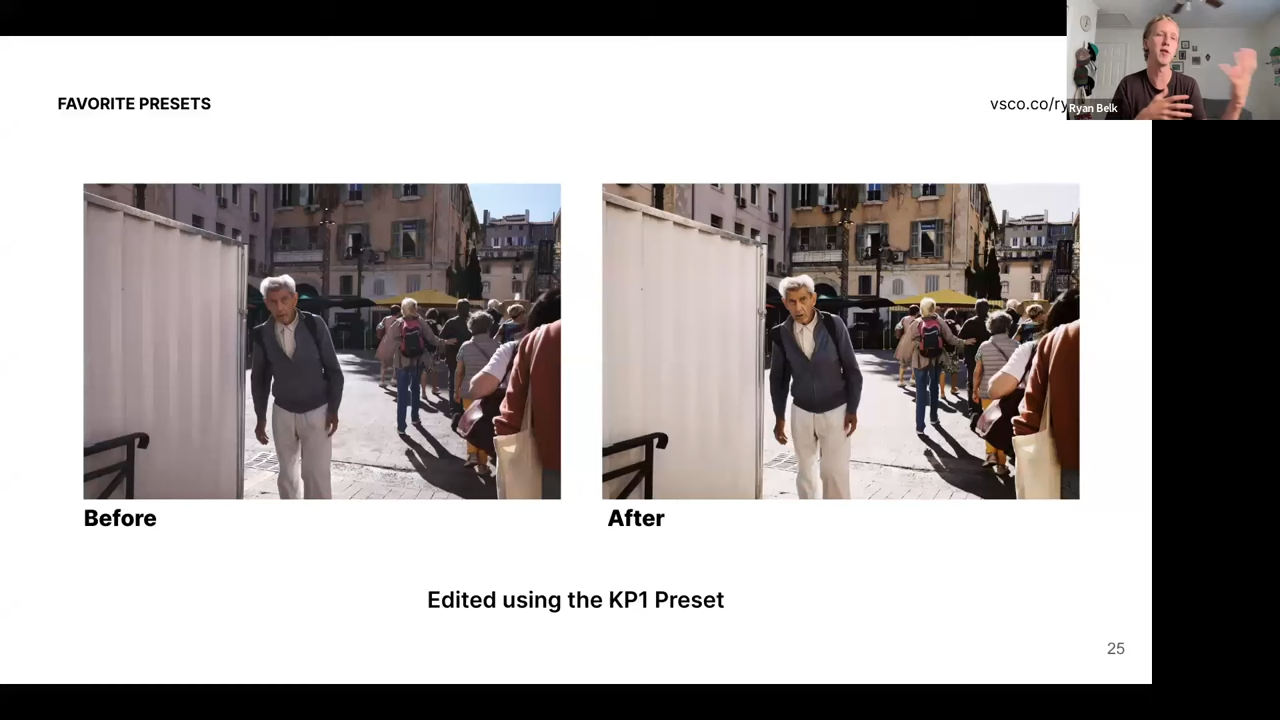 FAVORITE PRESETS
vsco.co/ry
Ryan Belk
Before
After
Edited using the KP1 Preset
25